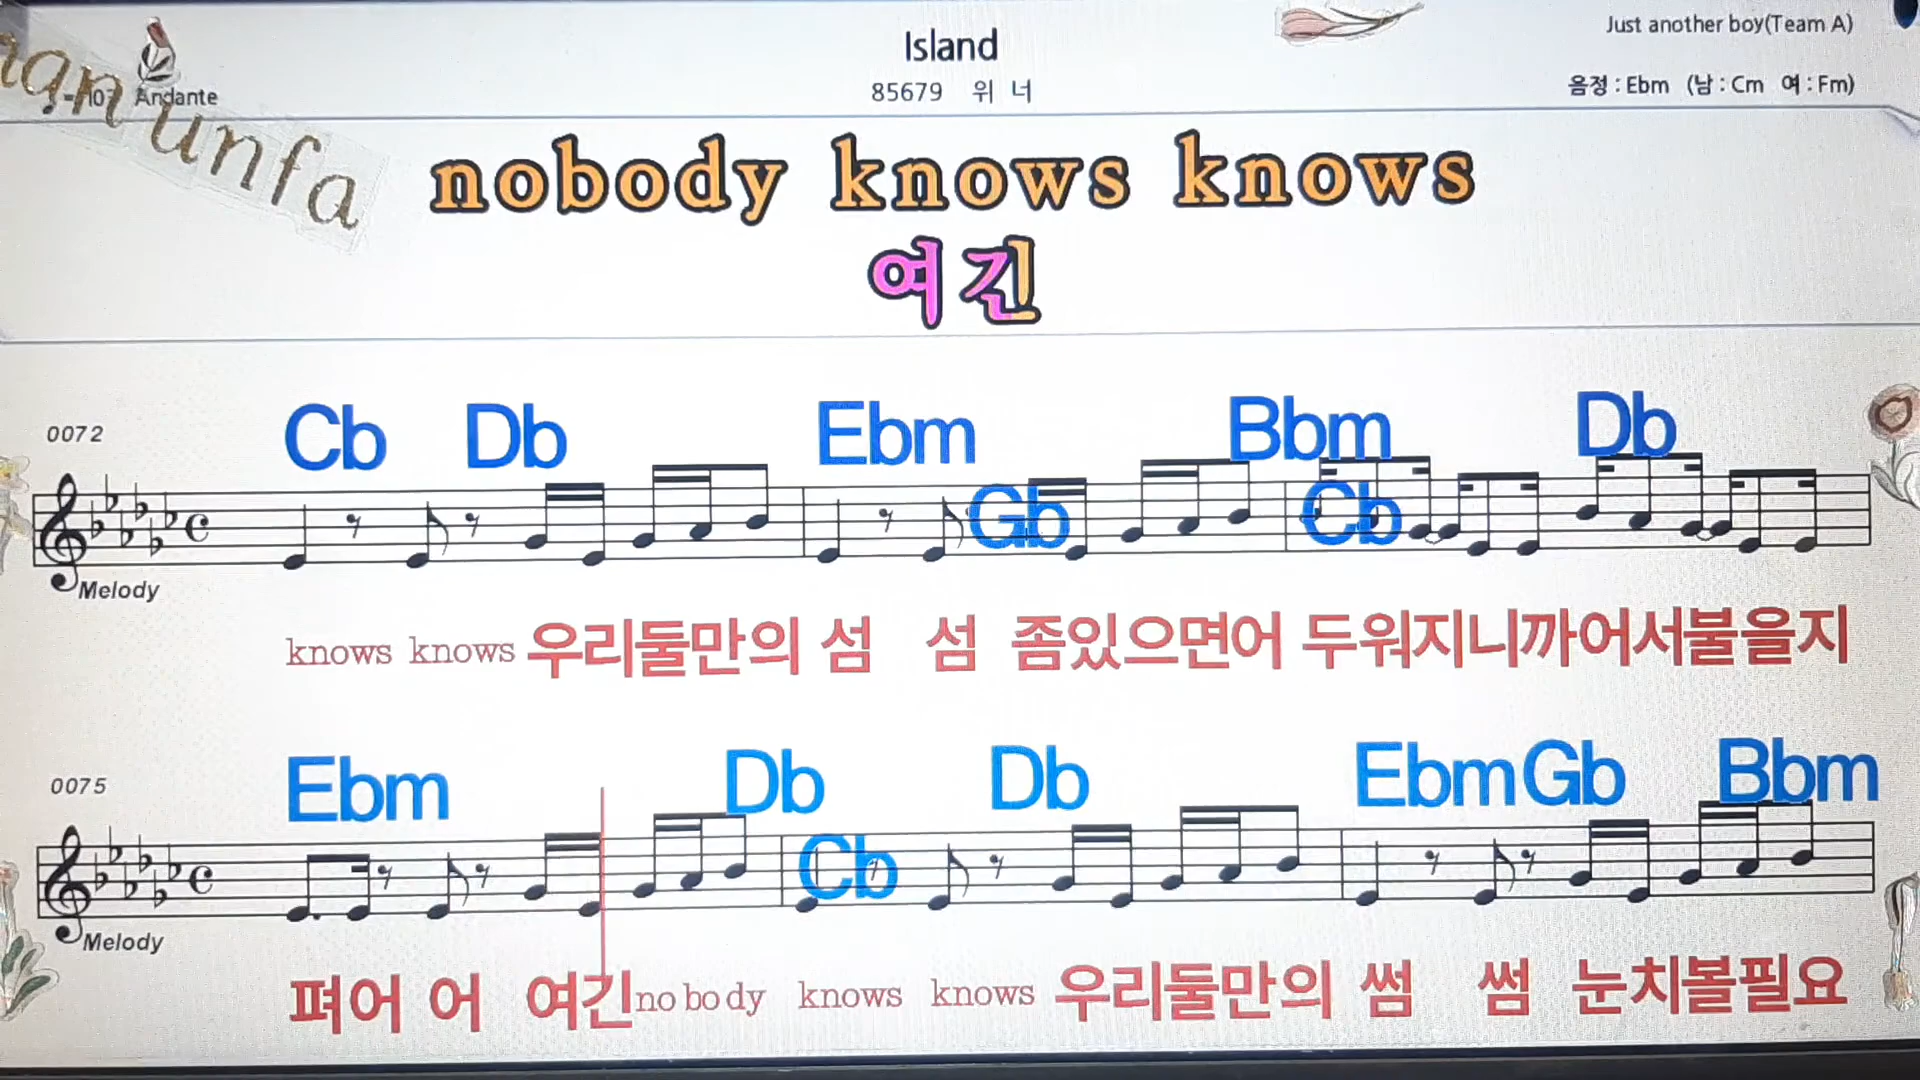 Island
Just another boy(Team A)
85679 위 너
음정 : Ebm (남 : Cm 여 : Fm)
Andante
unfa
nobody knows knows
여긴
Cb Db Ebm Gb Bbm Cb Db
0072
Melody
knows knows 우리둘만의 섬 섬 좀있으면어 두워지니까어서불을지
Ebm Db Cb Db Ebm Gb Bbm
0075
Melody
펴어 어 여긴 no bo dy knows knows 우리둘만의 썸 썸 눈치볼필요